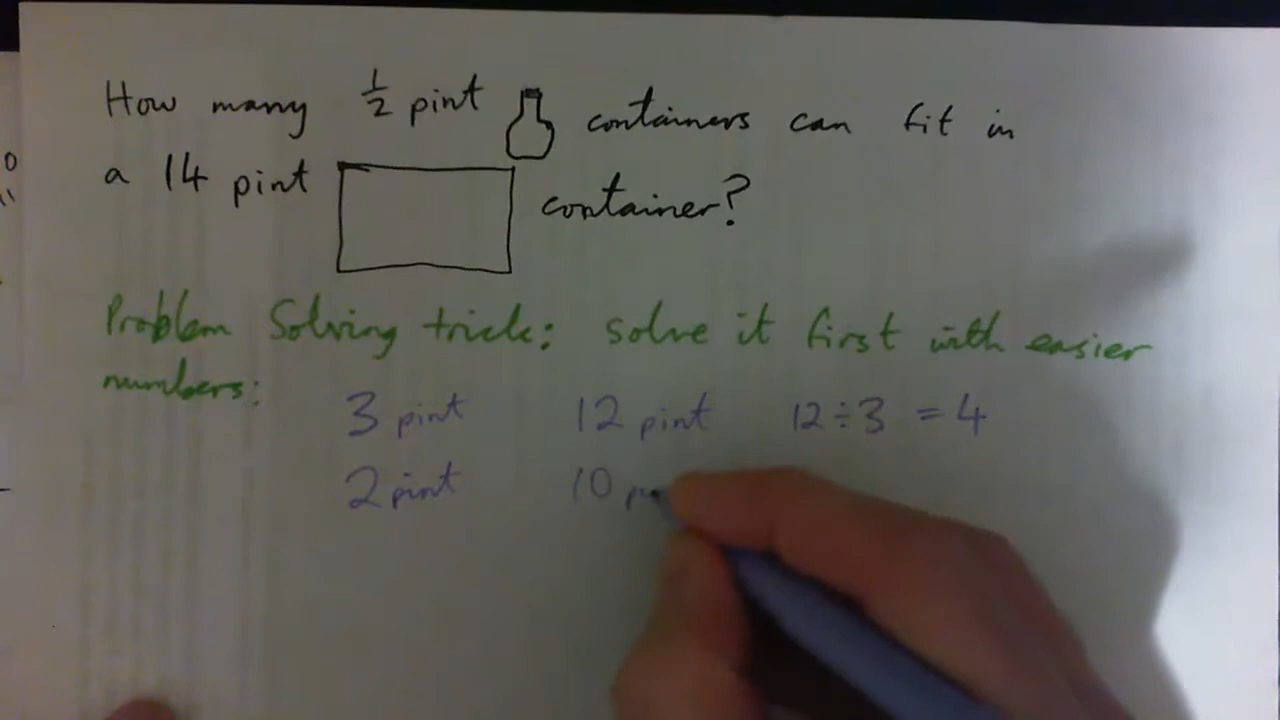 How many ½ pint containers can fit in
a 14 pint container?
Problem Solving trick: solve it first with easier
numbers:
3 pint 12 pint 12÷3 = 4
2 pint 10